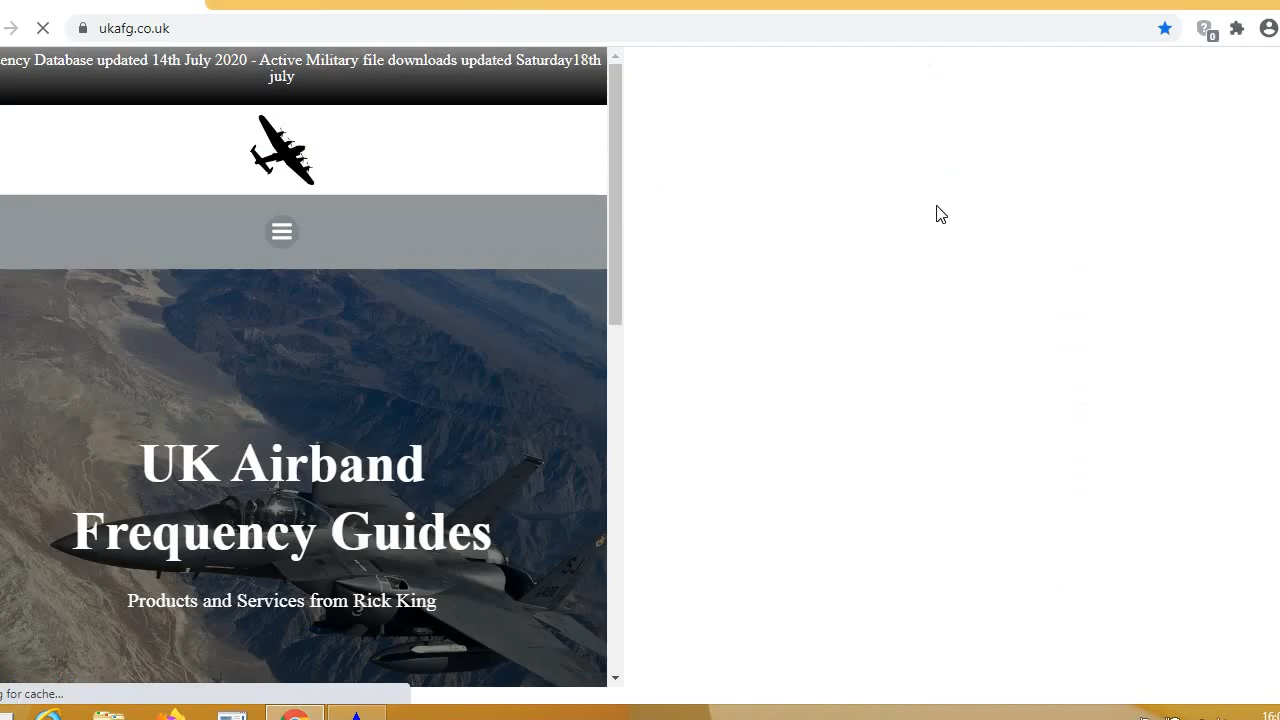 ukafg.co.uk
0
ency Database updated 14th July 2020 - Active Military file downloads updated Saturday18th
july
UK Airband
Frequency Guides
Products and Services from Rick King
g for cache...